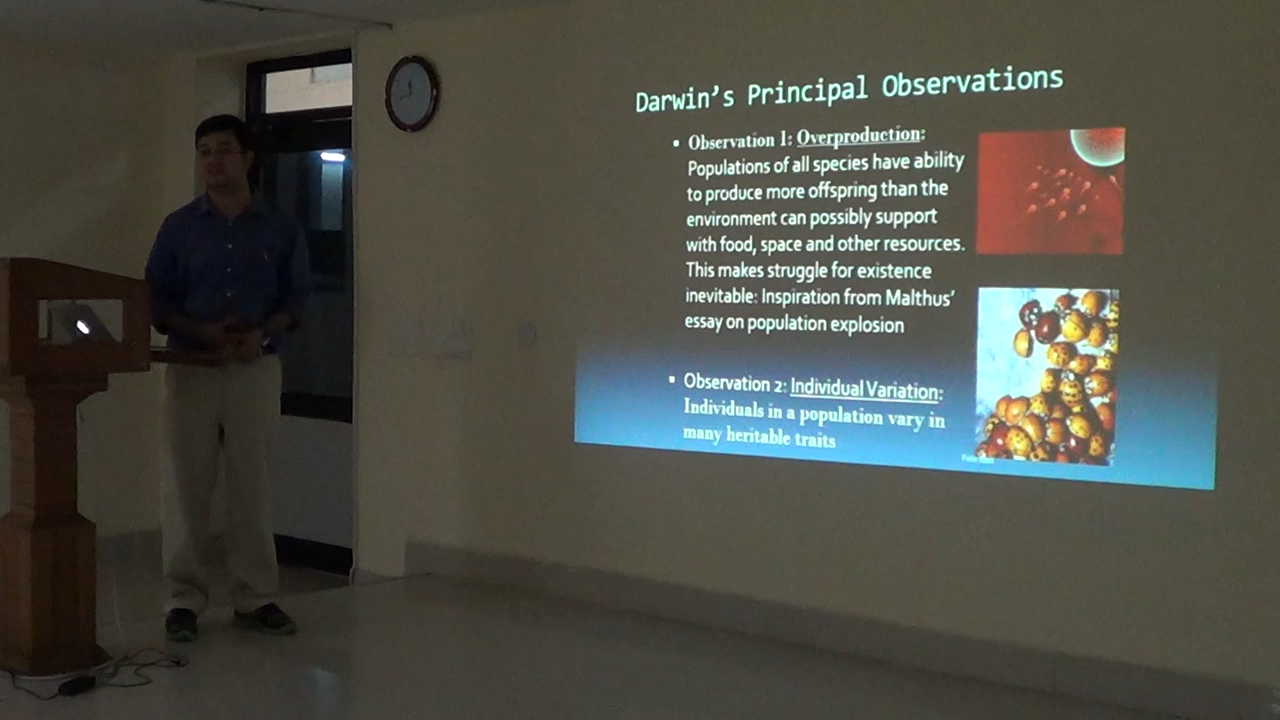 Darwin's Principal Observations
▪ Observation 1: Overproduction:
Populations of all species have ability
to produce more offspring than the
environment can possibly support
with food, space and other resources.
This makes struggle for existence
inevitable: Inspiration from Malthus'
essay on population explosion
▪ Observation 2: Individual Variation:
Individuals in a population vary in
many heritable traits